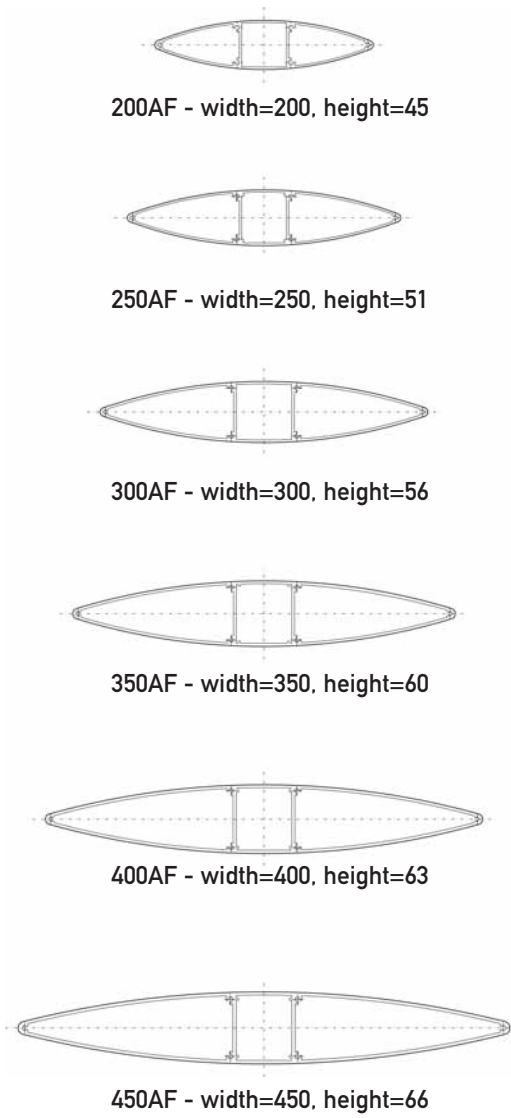 200AF - width=200, height=45
250AF - width=250, height=51
300AF - width=300, height=56
350AF - width=350, height=60
400AF - width=400, height=63
450AF - width=450, height=66